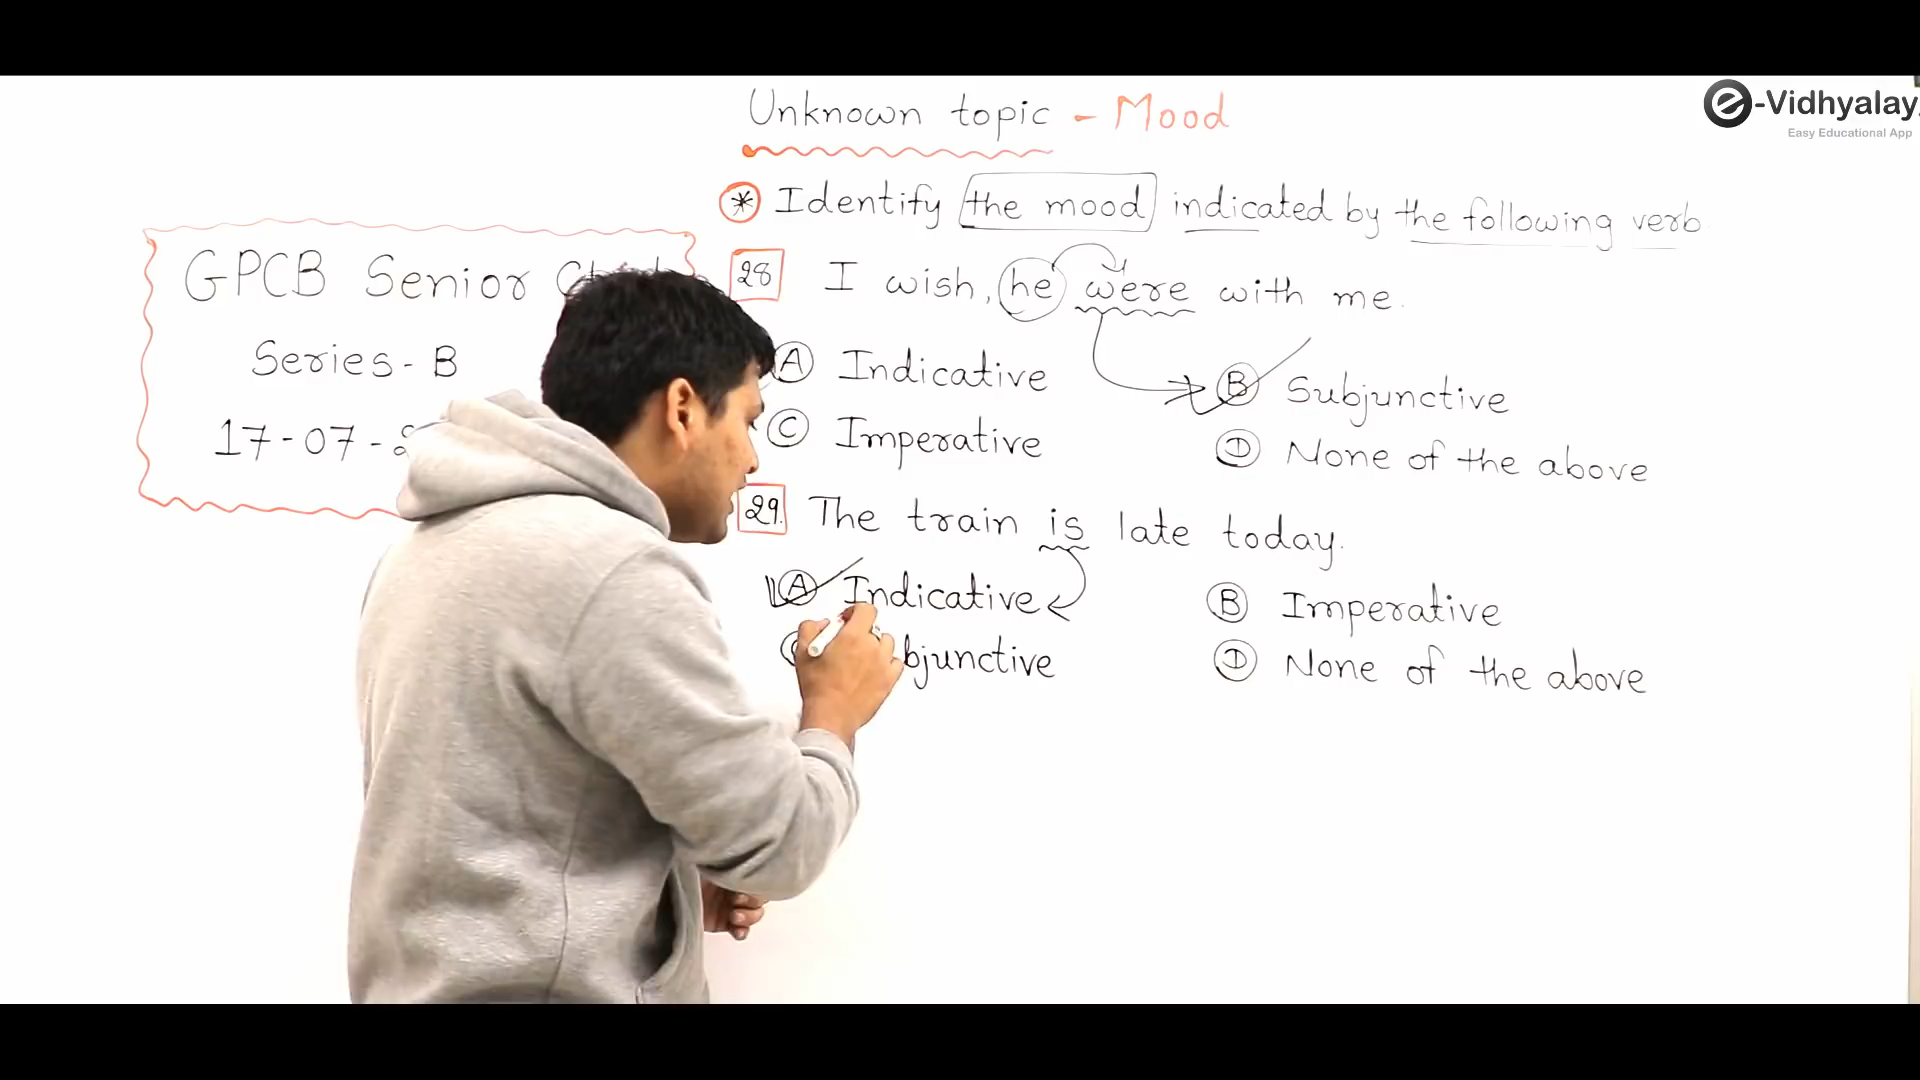 e-Vidhyalay
Easy Educational App
Unknown topic - Mood
* Identify the mood indicated by the following verb
GPCB Senior
Series - B
17-07-
28 I wish, he were with me.
A Indicative
B Subjunctive
C Imperative
D None of the above
29. The train is late today.
A Indicative
B Imperative
bjunctive
D None of the above